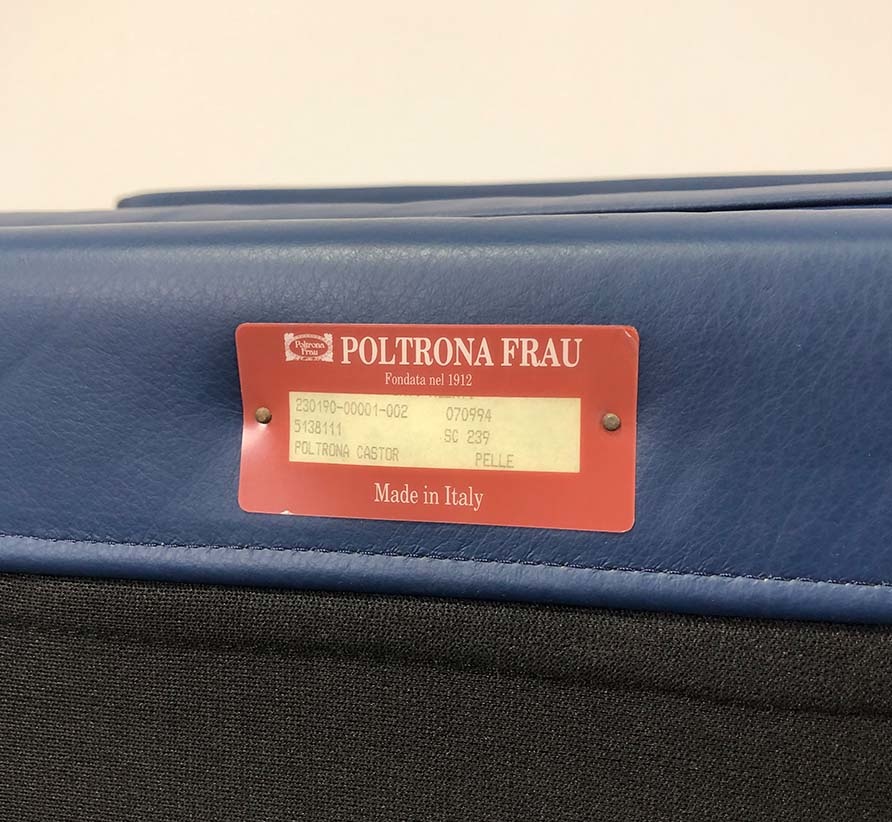 Poltrona
Frau
POLTRONA FRAU
Fondata nel 1912
230190-00001-002 070994
5138111 SC 239
POLTRONA CASTOR PELLE
Made in Italy